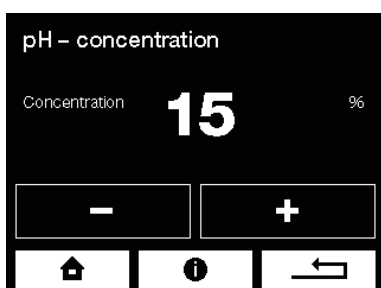 pH – concentration
Concentration 15 %
– +
i